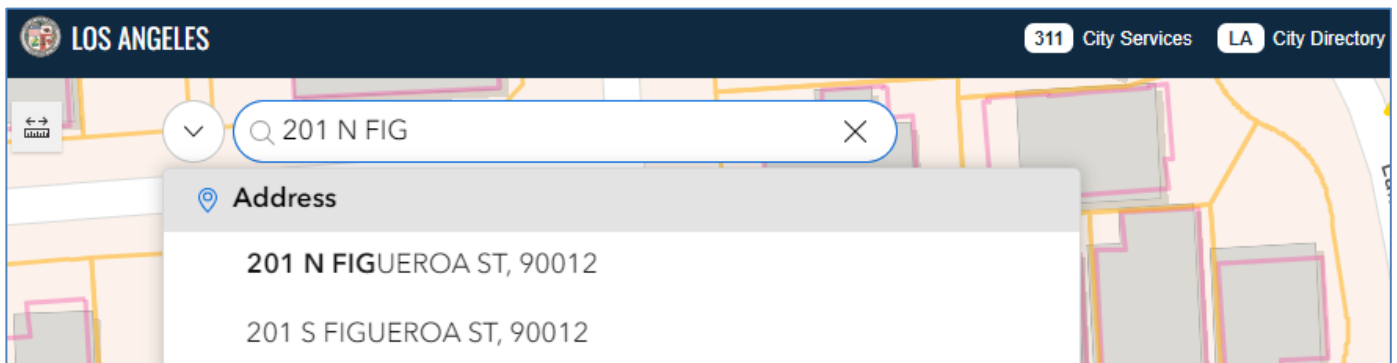 LOS ANGELES
311 City Services LA City Directory
201 N FIG
Address
201 N FIGUEROA ST, 90012
201 S FIGUEROA ST, 90012